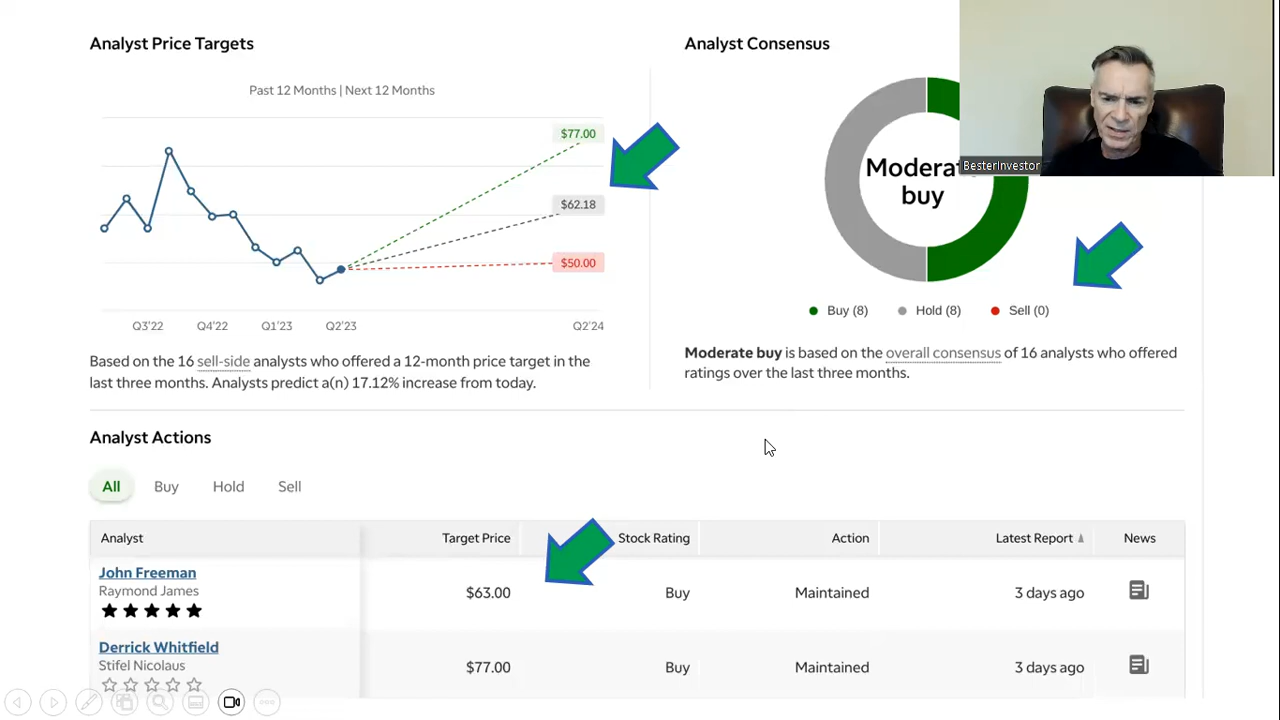 Analyst Price Targets
Past 12 Months | Next 12 Months
$77.00
$62.18
$50.00
Q3'22 Q4'22 Q1'23 Q2'23 Q2'24
Based on the 16 sell-side analysts who offered a 12-month price target in the
last three months. Analysts predict a(n) 17.12% increase from today.
Analyst Consensus
Moderate
buy
Buy (8) Hold (8) Sell (0)
Moderate buy is based on the overall consensus of 16 analysts who offered
ratings over the last three months.
BesterInvestor
Analyst Actions
All Buy Hold Sell
Analyst Target Price Stock Rating Action Latest Report News
John Freeman
Raymond James
$63.00 Buy Maintained 3 days ago
Derrick Whitfield
Stifel Nicolaus
$77.00 Buy Maintained 3 days ago